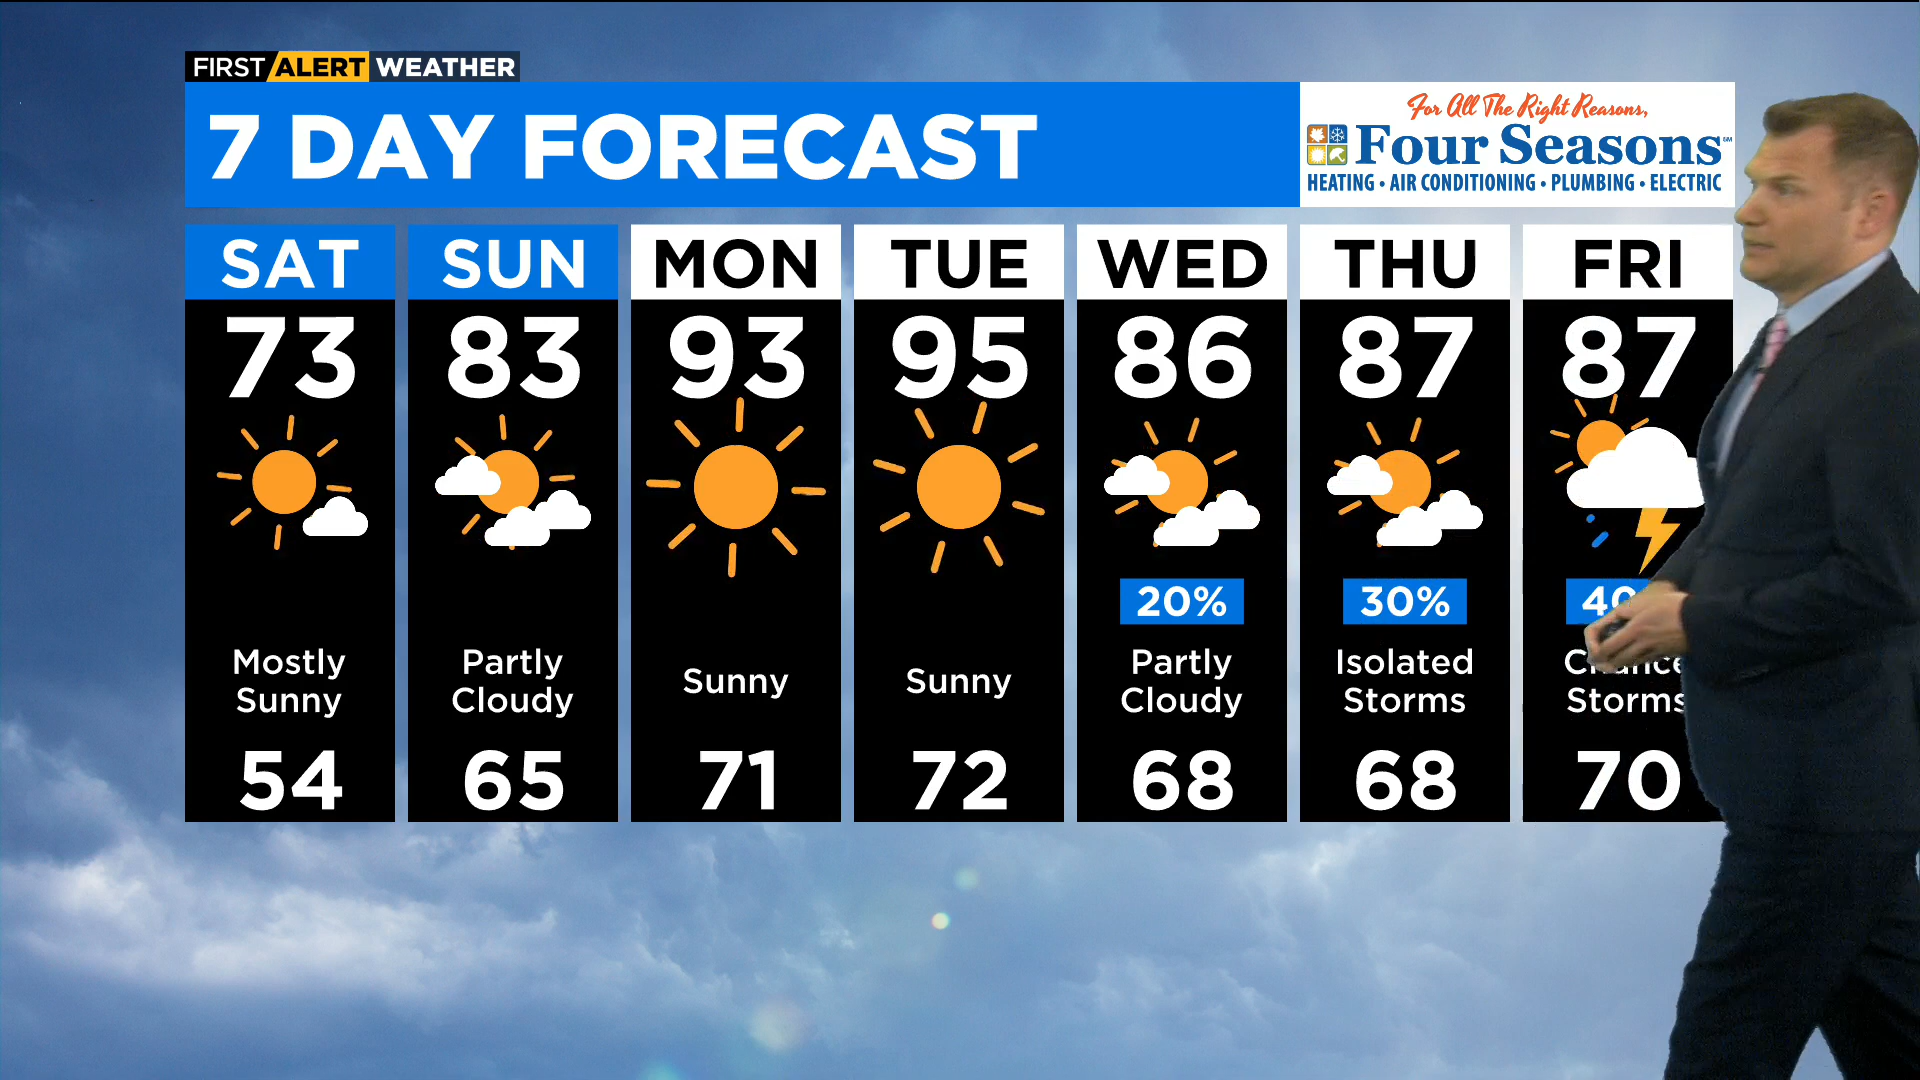 FIRST ALERT WEATHER
7 DAY FORECAST
For All The Right Reasons,
Four Seasons SM
HEATING • AIR CONDITIONING • PLUMBING • ELECTRIC
SAT SUN MON TUE WED THU FRI
73 83 93 95 86 87 87
20% 30%
Mostly Sunny
Partly Cloudy
Sunny
Sunny
Partly Cloudy
Isolated Storms
Storms
54 65 71 72 68 68 70